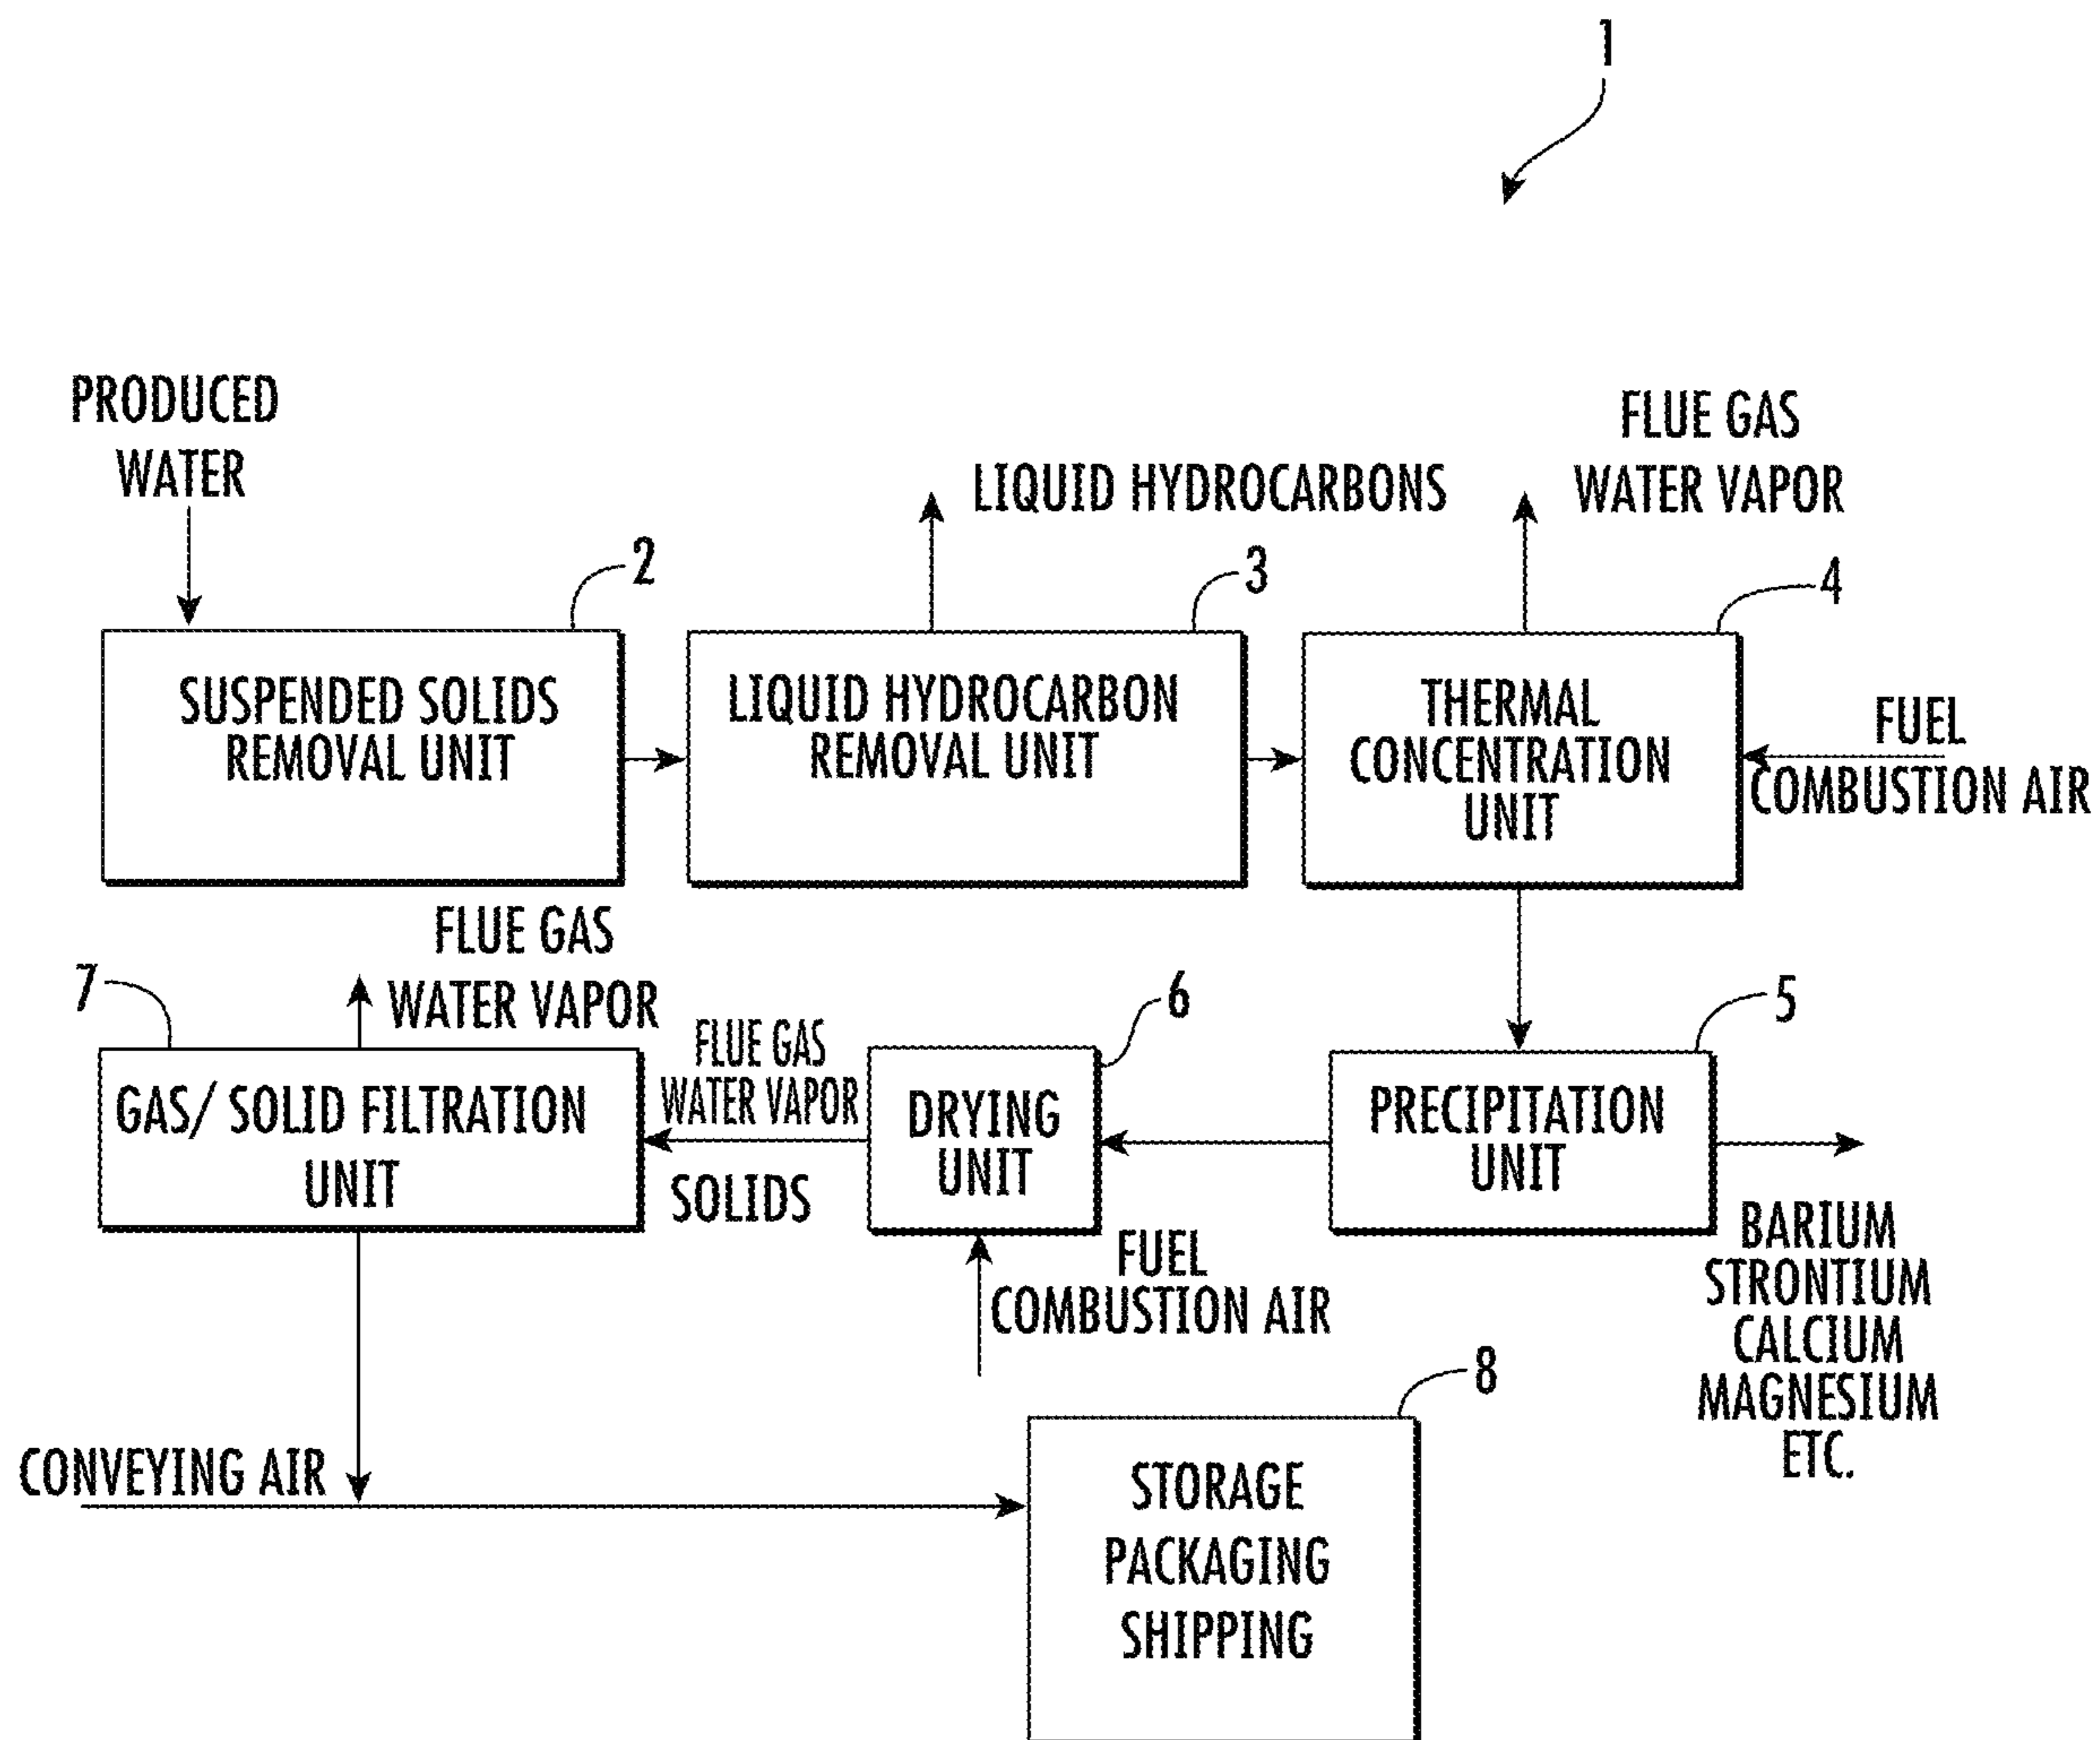 1
PRODUCED
WATER
LIQUID HYDROCARBONS
FLUE GAS
WATER VAPOR
2
3
4
SUSPENDED SOLIDS
REMOVAL UNIT
LIQUID HYDROCARBON
REMOVAL UNIT
THERMAL
CONCENTRATION
UNIT
FUEL
COMBUSTION AIR
FLUE GAS
WATER VAPOR
7
6
5
GAS/ SOLID FILTRATION
UNIT
FLUE GAS
WATER VAPOR
SOLIDS
DRYING
UNIT
PRECIPITATION
UNIT
FUEL
COMBUSTION AIR
BARIUM
STRONTIUM
CALCIUM
MAGNESIUM
ETC.
8
CONVEYING AIR
STORAGE
PACKAGING
SHIPPING